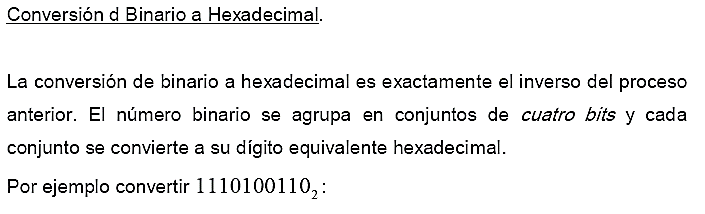 Conversión d Binario a Hexadecimal.
La conversión de binario a hexadecimal es exactamente el inverso del proceso
anterior. El número binario se agrupa en conjuntos de cuatro bits y cada
conjunto se convierte a su dígito equivalente hexadecimal.
Por ejemplo convertir 1110100110₂ :